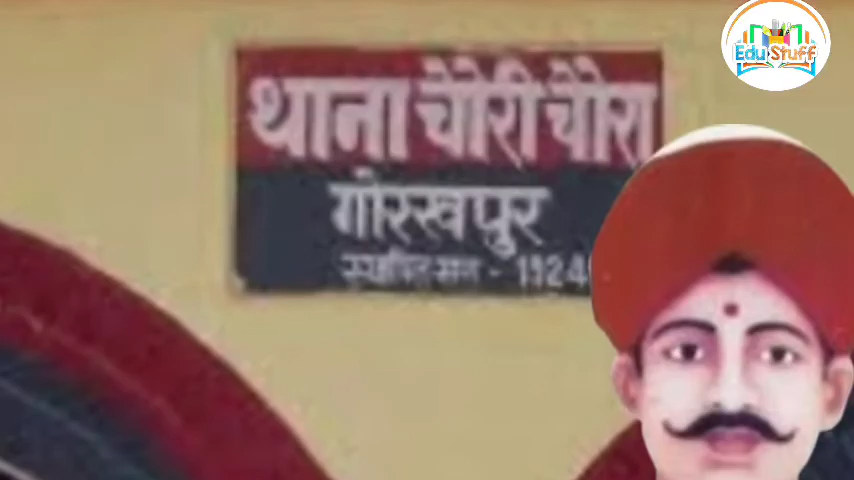 Edu Stuff
थाना चौरी चौरा
गोरखपुर
स्थापित सन - 1924